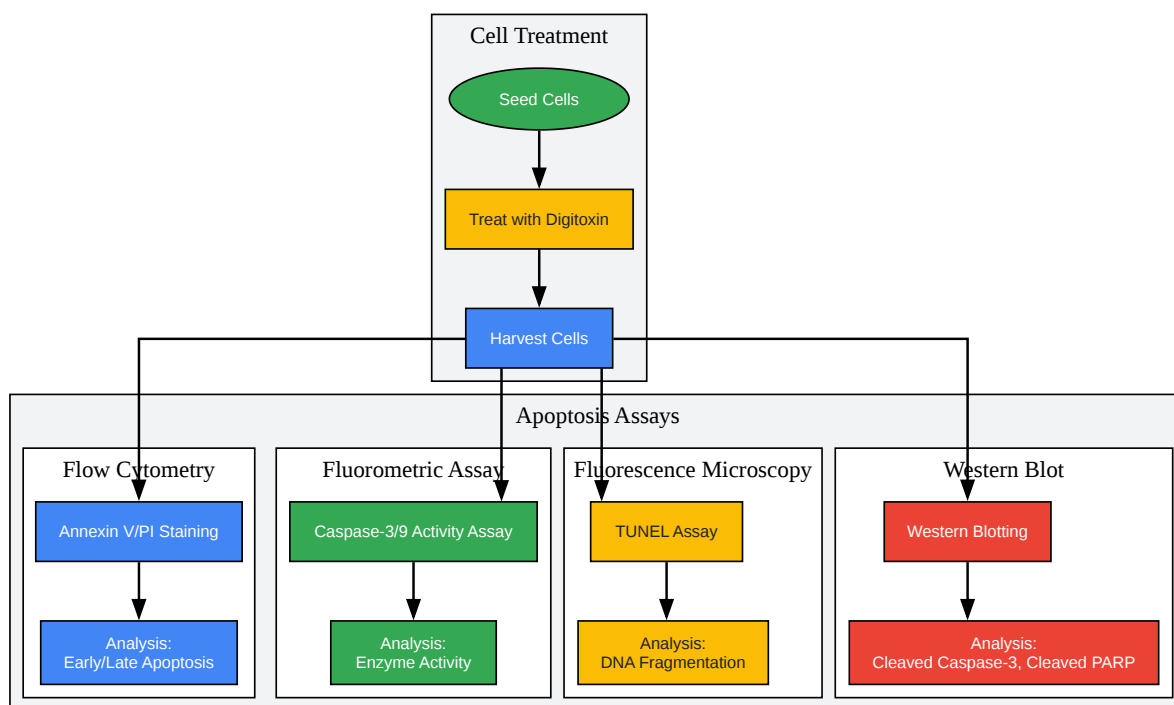 Cell Treatment
Seed Cells
Treat with Digitoxin
Harvest Cells
Apoptosis Assays
Flow Cytometry
Annexin V/PI Staining
Analysis:
Early/Late Apoptosis
Fluorometric Assay
Caspase-3/9 Activity Assay
Analysis:
Enzyme Activity
Fluorescence Microscopy
TUNEL Assay
Analysis:
DNA Fragmentation
Western Blot
Western Blotting
Analysis:
Cleaved Caspase-3, Cleaved PARP